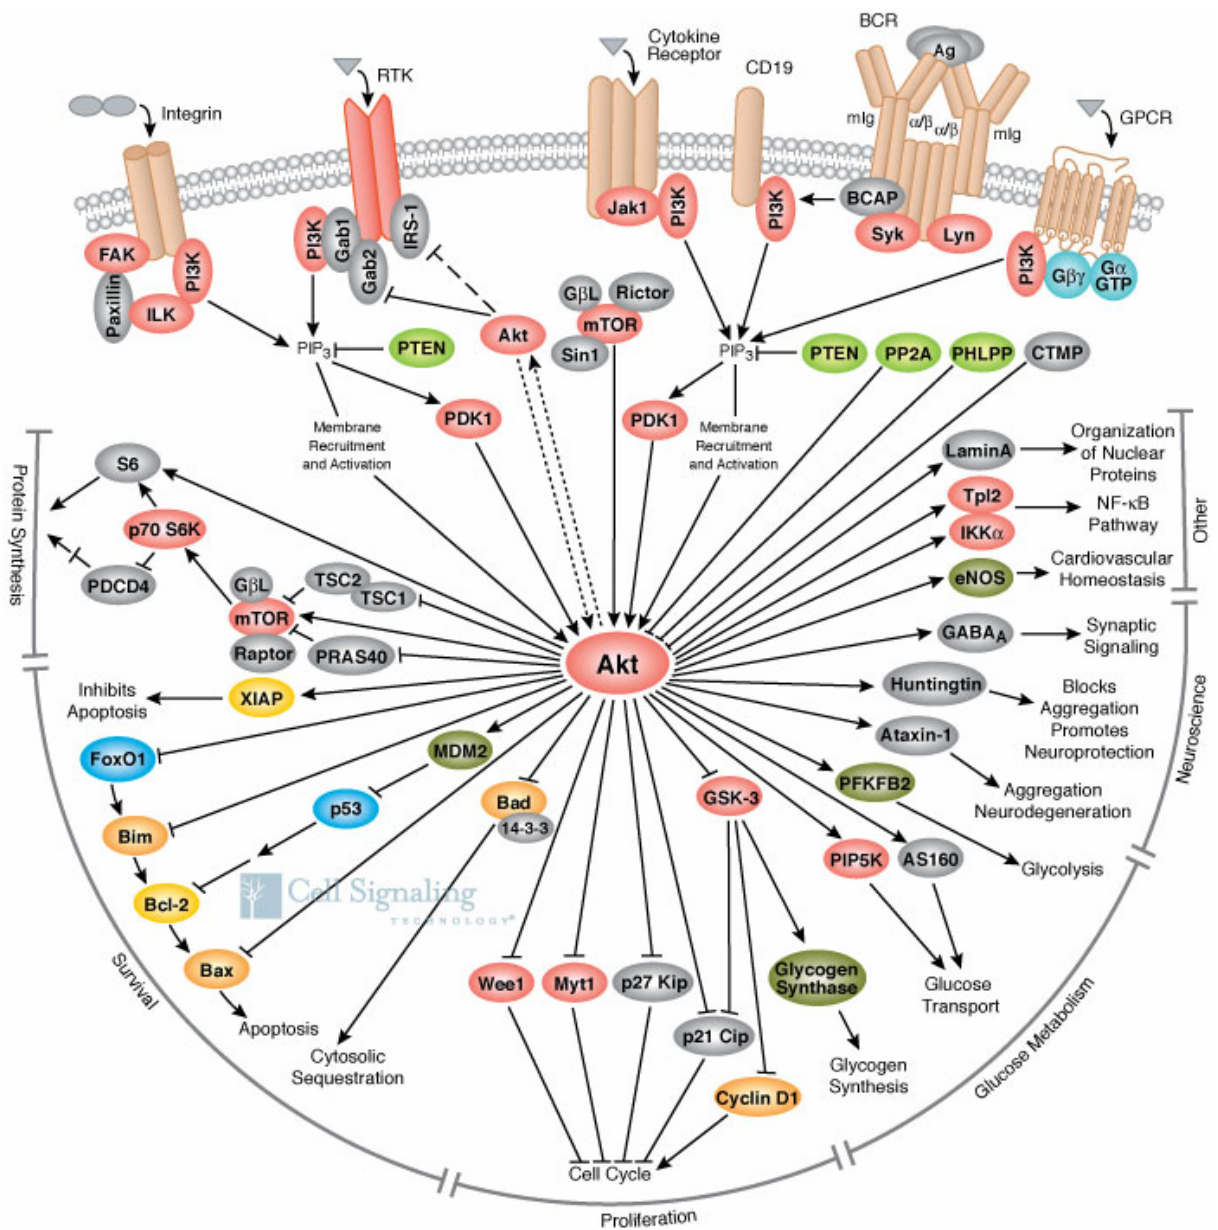 BCR
Cytokine
Receptor
Ag
CD19
RTK
Integrin
mIg
α/β
α/β
mIg
GPCR
Jak1
PI3K
PI3K
BCAP
Syk
Lyn
FAK
PI3K
Paxillin
ILK
PI3K
Gab1
Gab2
IRS-1
PI3K
Gβγ
Gα
GTP
GβL
Rictor
mTOR
Sin1
PIP3
PTEN
Akt
PIP3
PTEN
PP2A
PHLPP
CTMP
PDK1
PDK1
Membrane
Recruitment
and Activation
Membrane
Recruitment
and Activation
Protein Synthesis
S6
p70 S6K
PDCD4
GβL
mTOR
Raptor
TSC2
TSC1
PRAS40
LaminA
Organization
of Nuclear
Proteins
Tpl2
IKKα
NF-κB
Pathway
eNOS
Cardiovascular
Homeostasis
Other
GABAA
Synaptic
Signaling
Akt
Inhibits
Apoptosis
XIAP
Huntingtin
Blocks
Aggregation
Promotes
Neuroprotection
Neuroscience
Ataxin-1
Aggregation
Neurodegeneration
FoxO1
MDM2
Bim
p53
Bad
14-3-3
GSK-3
PFKFB2
PIP5K
AS160
Glycolysis
Bcl-2
Cell Signaling
TECHNOLOGY®
Bax
Survival
Apoptosis
Cytosolic
Sequestration
Wee1
Myt1
p27 Kip
p21 Cip
Glycogen
Synthase
Glucose
Transport
Glucose Metabolism
Glycogen
Synthesis
Cyclin D1
Cell Cycle
Proliferation